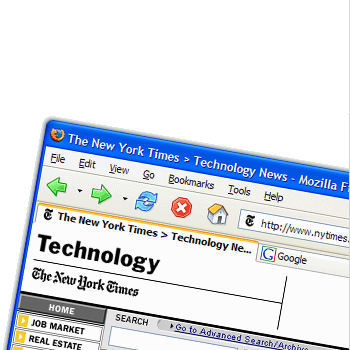 The New York Times > Technology News - Mozilla F
File Edit View Go Bookmarks Tools Help
http://www.nytimes.
The New York Times > Technology Ne...
Google
Technology
The New York Times
HOME
SEARCH
Go to Advanced Search/Archive
JOB MARKET
REAL ESTATE